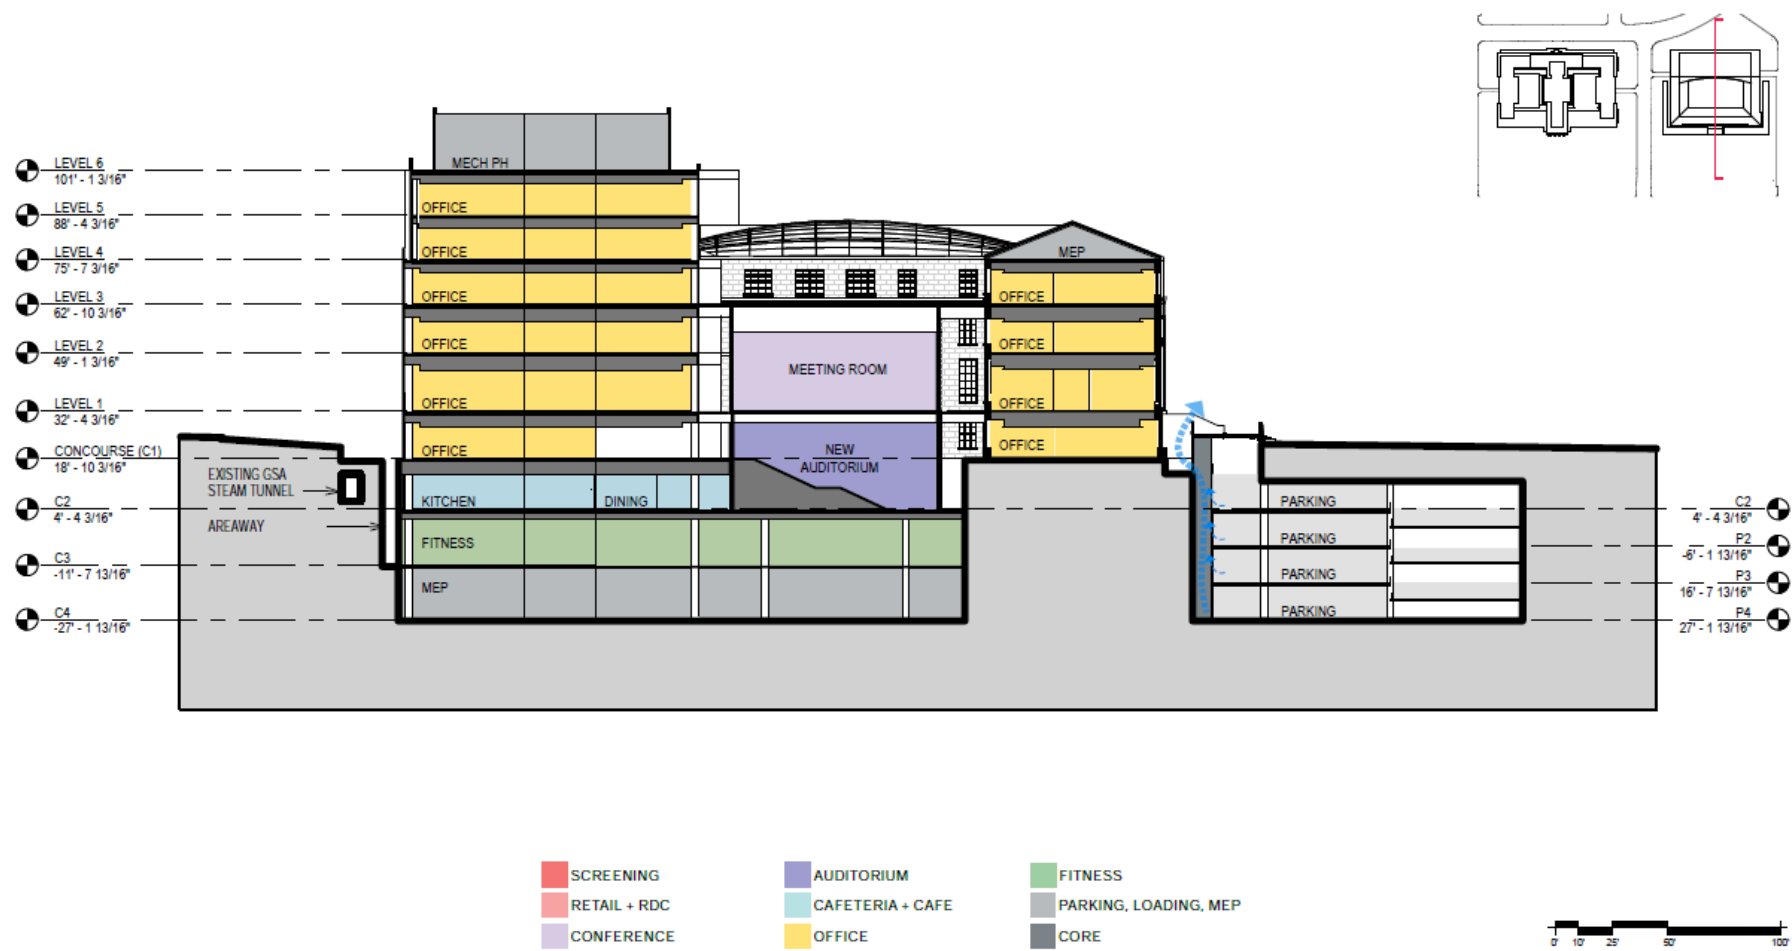 LEVEL 6
101' - 1 3/16"
LEVEL 5
88' - 4 3/16"
LEVEL 4
75' - 7 3/16"
LEVEL 3
62' - 10 3/16"
LEVEL 2
49' - 1 3/16"
LEVEL 1
32' - 4 3/16"
CONCOURSE (C1)
18' - 10 3/16"
C2
4' - 4 3/16"
C3
-11' - 7 13/16"
C4
-27' - 1 13/16"
EXISTING GSA
STEAM TUNNEL
AREAWAY
MECH PH
OFFICE
OFFICE
OFFICE
OFFICE
OFFICE
OFFICE
KITCHEN
DINING
FITNESS
MEP
MEETING ROOM
NEW
AUDITORIUM
MEP
OFFICE
OFFICE
OFFICE
OFFICE
PARKING
PARKING
PARKING
PARKING
C2
4' - 4 3/16"
P2
-6' - 1 13/16"
P3
16' - 7 13/16"
P4
27' - 1 13/16"
SCREENING
RETAIL + RDC
CONFERENCE
AUDITORIUM
CAFETERIA + CAFE
OFFICE
FITNESS
PARKING, LOADING, MEP
CORE
0' 10' 25' 50' 100'